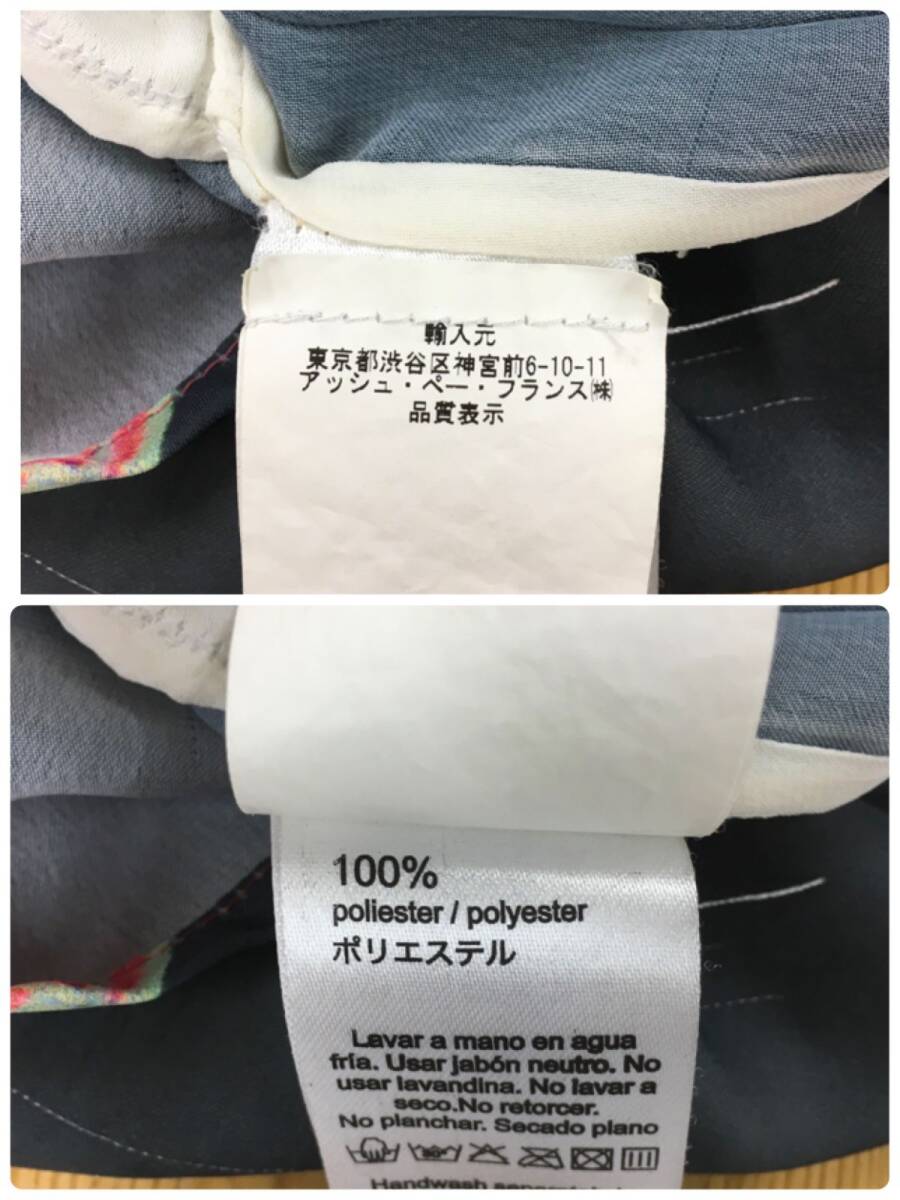 輸入元
東京都渋谷区神宮前6-10-11
アッシュ・ペー・フランス㈱
品質表示
100%
poliester / polyester
ポリエステル
Lavar a mano en agua
fría. Usar jabón neutro. No
usar lavandina. No lavar a
seco.No retorcer.
No planchar. Secado plano
30°
Handwash